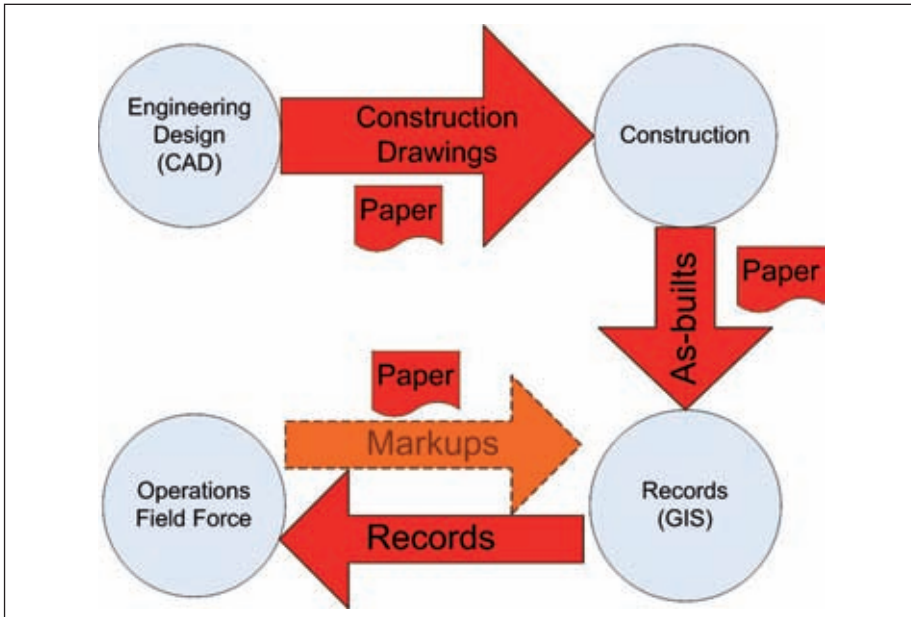 Engineering
Design
(CAD)
Construction
Drawings
Paper
Construction
As-builts
Paper
Paper
Markups
Operations
Field Force
Records
Records
(GIS)